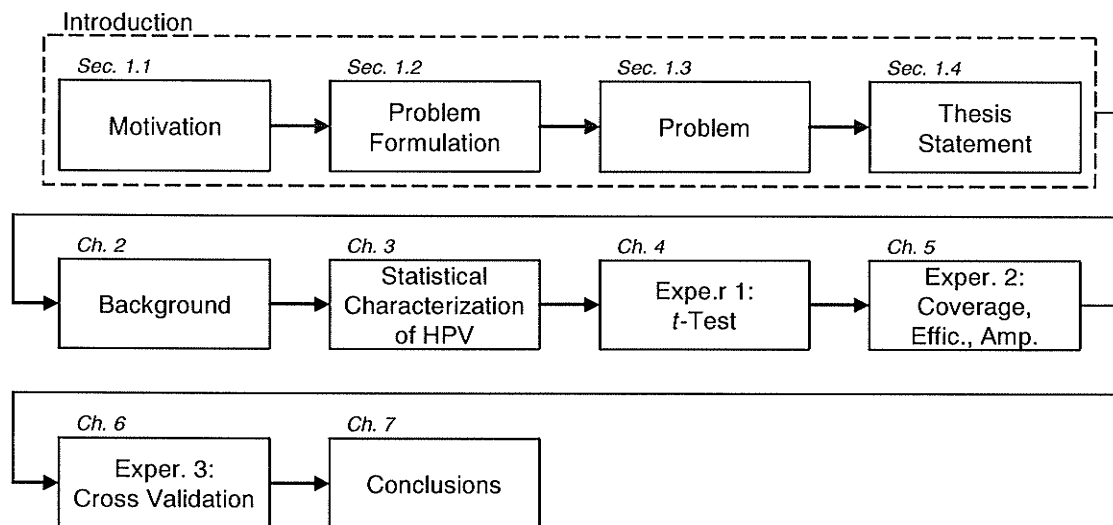 Introduction
Sec. 1.1
Motivation
Sec. 1.2
Problem
Formulation
Sec. 1.3
Problem
Sec. 1.4
Thesis
Statement
Ch. 2
Background
Ch. 3
Statistical
Characterization
of HPV
Ch. 4
Expe.r 1:
t-Test
Ch. 5
Exper. 2:
Coverage,
Effic., Amp.
Ch. 6
Exper. 3:
Cross Validation
Ch. 7
Conclusions